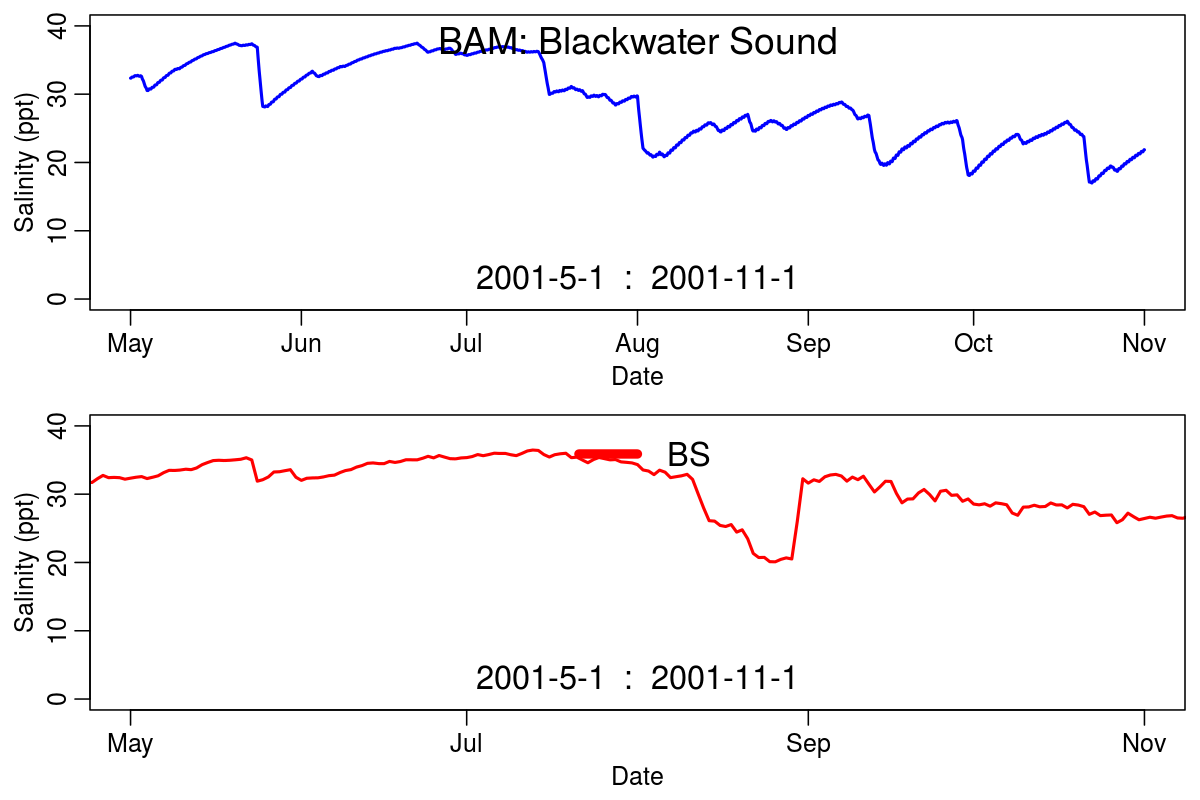 BAM: Blackwater Sound
40
30
20
10
0
Salinity (ppt)
2001-5-1 : 2001-11-1
May Jun Jul Aug Sep Oct Nov
Date
40
30
20
10
0
Salinity (ppt)
BS
2001-5-1 : 2001-11-1
May Jul Sep Nov
Date